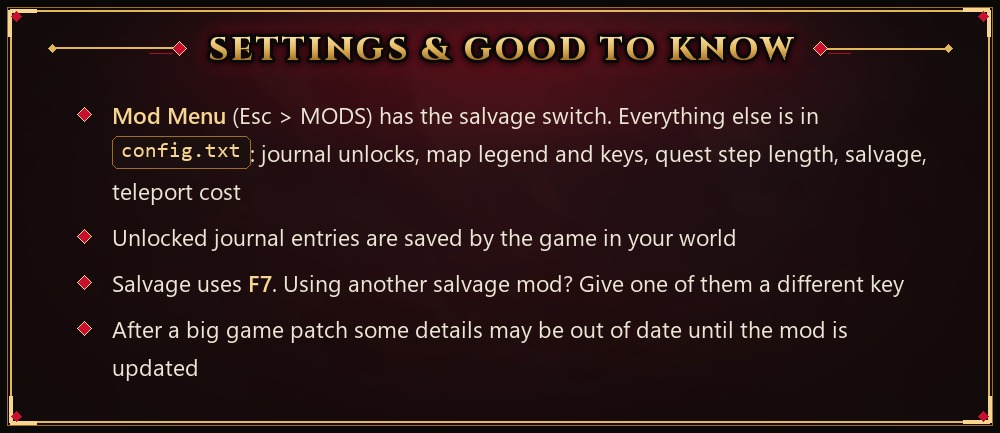 SETTINGS & GOOD TO KNOW
Mod Menu (Esc > MODS) has the salvage switch. Everything else is in
config.txt: journal unlocks, map legend and keys, quest step length, salvage,
teleport cost
Unlocked journal entries are saved by the game in your world
Salvage uses F7. Using another salvage mod? Give one of them a different key
After a big game patch some details may be out of date until the mod is
updated